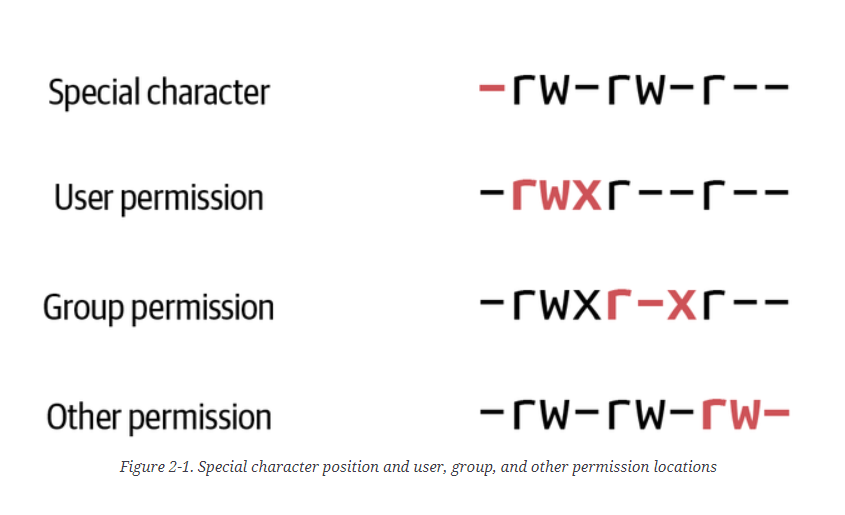 Special character -rw-rw-r--
User permission -rwxr--r--
Group permission -rwxr-xr--
Other permission -rw-rw-rw-
Figure 2-1. Special character position and user, group, and other permission locations